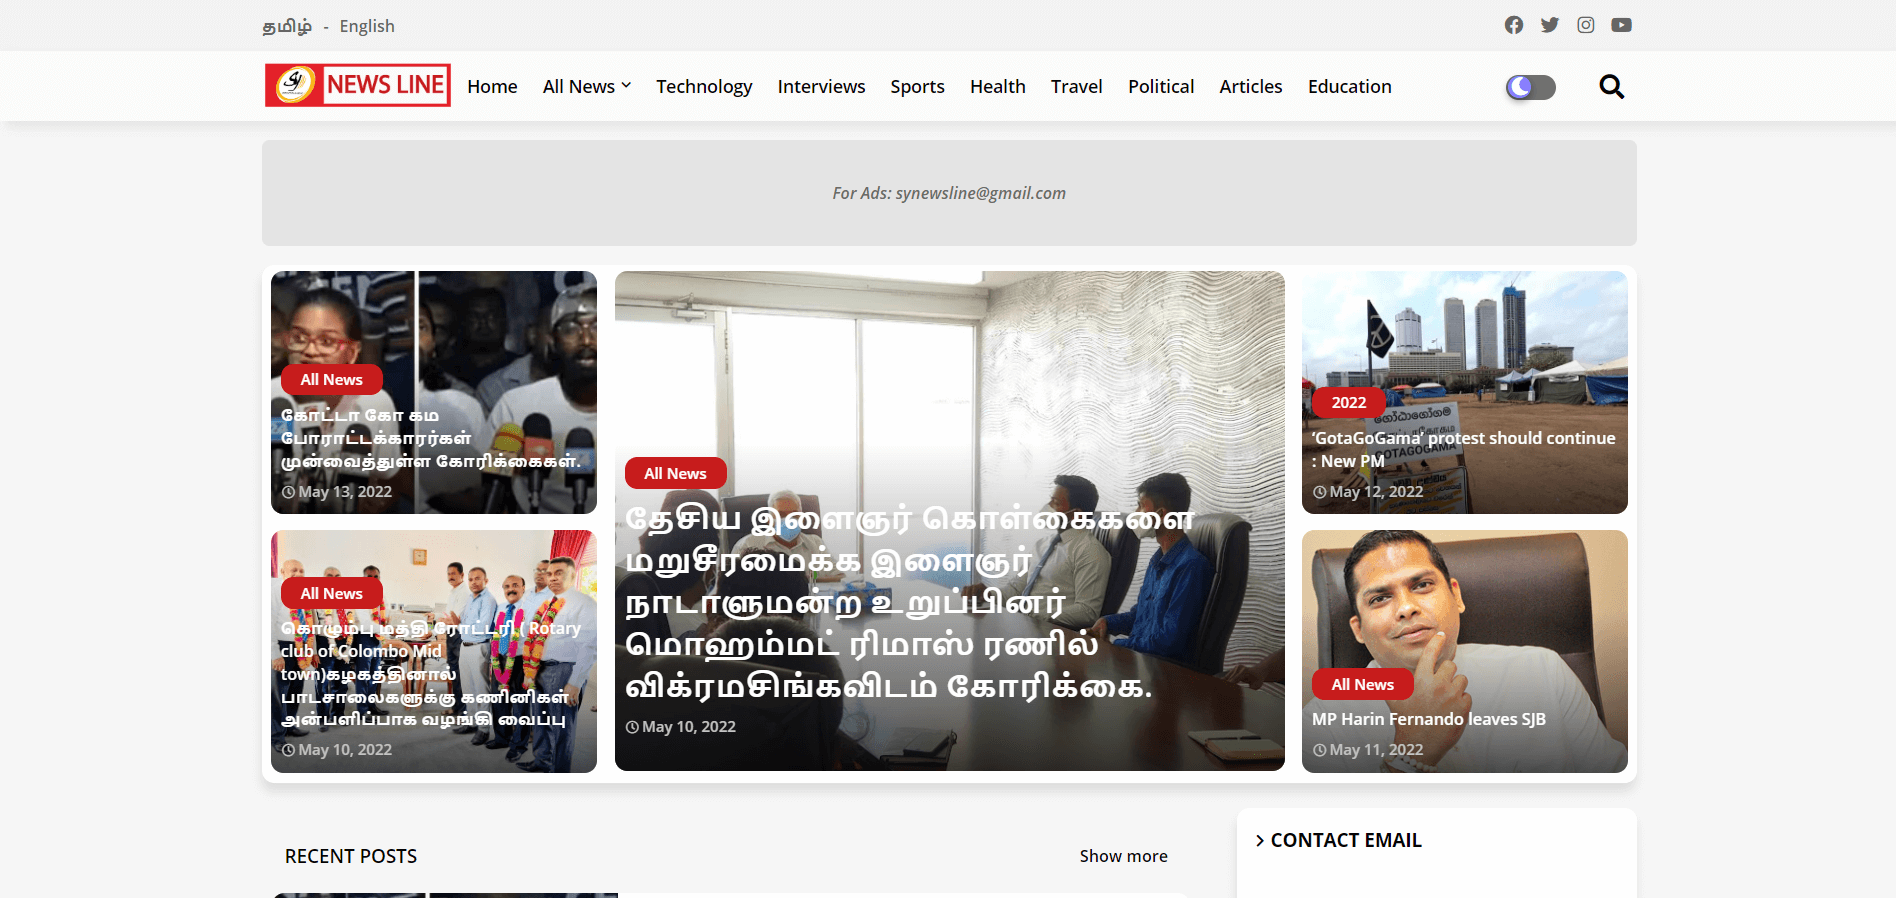 தமிழ் - English
SY NEWS LINE
Home All News Technology Interviews Sports Health Travel Political Articles Education
For Ads: synewsline@gmail.com
All News
கோட்டா கோ கம
போராட்டக்காரர்கள்
முன்வைத்துள்ள கோரிக்கைகள்.
May 13, 2022
All News
கொழும்பு மத்தி ரோட்டரி ( Rotary
club of Colombo Mid
town)கழகத்தினால்
பாடசாலைகளுக்கு கணினிகள்
அன்பளிப்பாக வழங்கி வைப்பு
May 10, 2022
All News
தேசிய இளைஞர் கொள்கைகளை
மறுசீரமைக்க இளைஞர்
நாடாளுமன்ற உறுப்பினர்
மொஹம்மட் ரிமாஸ் ரணில்
விக்ரமசிங்கவிடம் கோரிக்கை.
May 10, 2022
2022
‘GotaGoGama’ protest should continue
: New PM
May 12, 2022
GOTAGOGAMA
All News
MP Harin Fernando leaves SJB
May 11, 2022
RECENT POSTS
Show more
CONTACT EMAIL